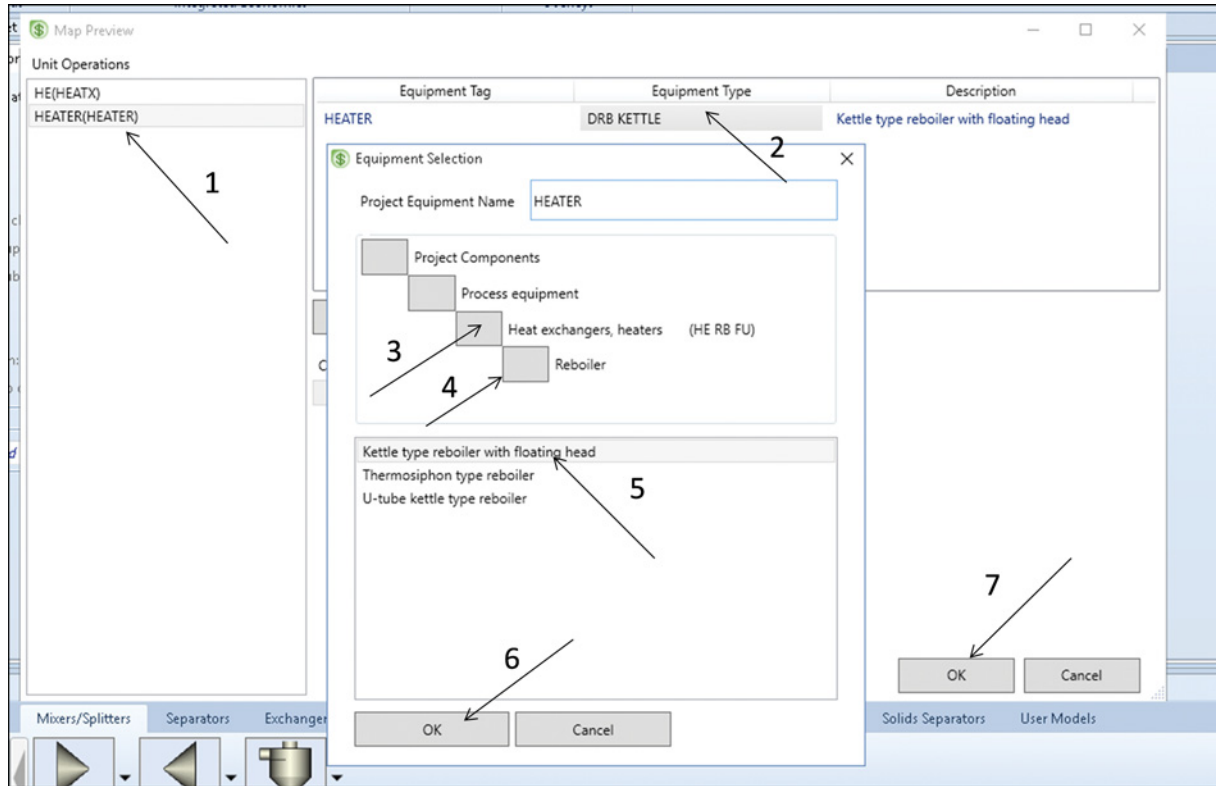 Map Preview
Unit Operations
HE(HEATX)
HEATER(HEATER)
Equipment Tag Equipment Type Description
HEATER DRB KETTLE Kettle type reboiler with floating head
1
2
Equipment Selection
Project Equipment Name HEATER
Project Components
Process equipment
Heat exchangers, heaters (HE RB FU)
3
Reboiler
4
Kettle type reboiler with floating head
Thermosiphon type reboiler
U-tube kettle type reboiler
5
6
7
OK Cancel
OK Cancel
Mixers/Splitters Separators Exchanger Solids Separators User Models